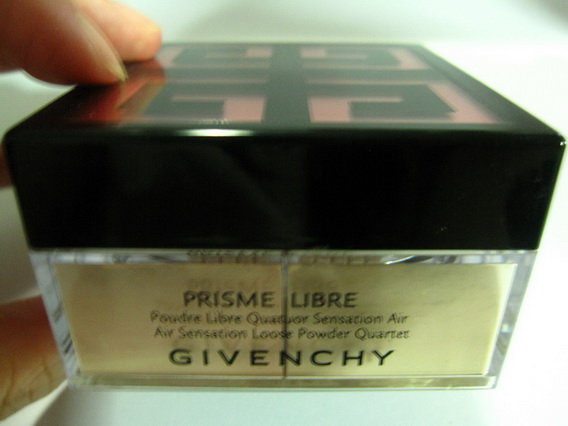 PRISME LIBRE
Poudre Libre Quatuor Sensation Air
Air Sensation Loose Powder Quartet
GIVENCHY